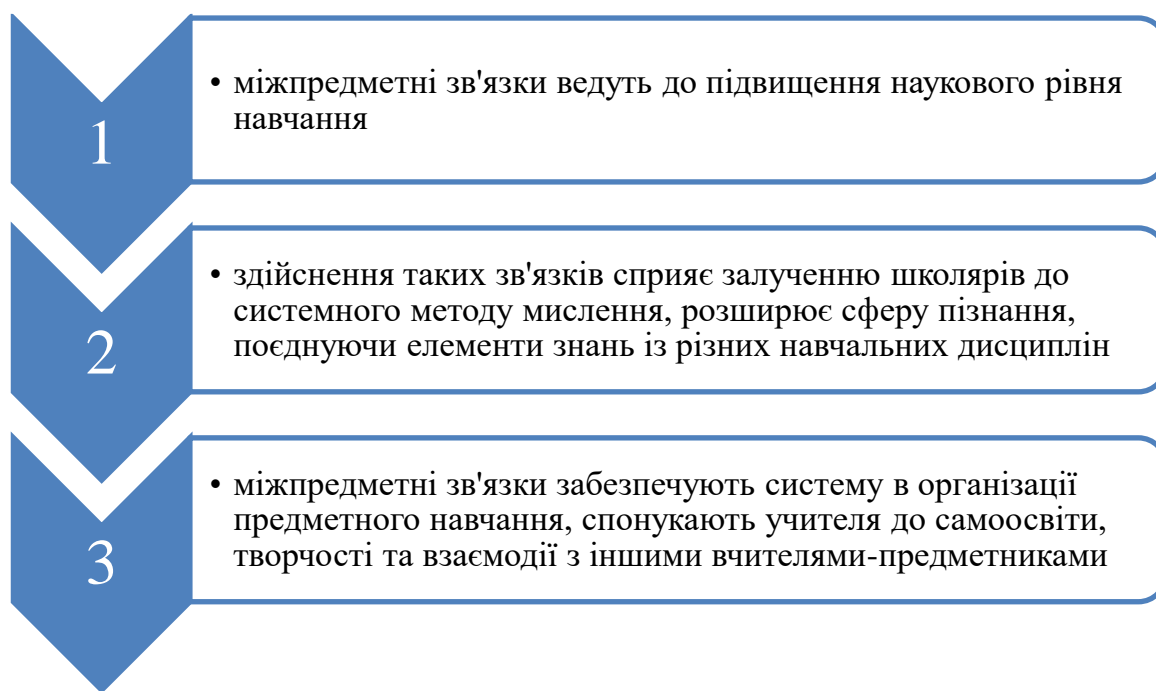 1
• міжпредметні зв'язки ведуть до підвищення наукового рівня
навчання
2
• здійснення таких зв'язків сприяє залученню школярів до
системного методу мислення, розширює сферу пізнання,
поєднуючи елементи знань із різних навчальних дисциплін
3
• міжпредметні зв'язки забезпечують систему в організації
предметного навчання, спонукають учителя до самоосвіти,
творчості та взаємодії з іншими вчителями-предметниками